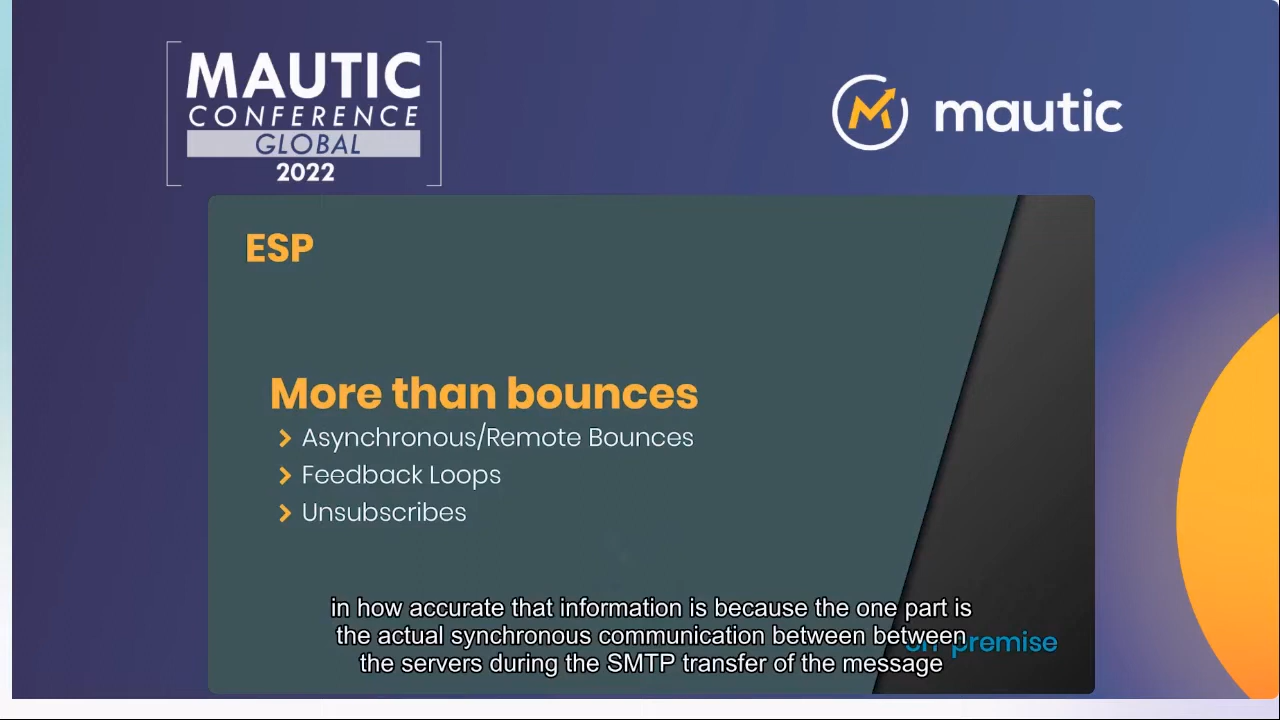 MAUTIC
CONFERENCE
GLOBAL
2022
mautic
ESP
More than bounces
Asynchronous/Remote Bounces
Feedback Loops
Unsubscribes
in how accurate that information is because the one part is
the actual synchronous communication between between
the servers during the SMTP transfer of the message
on-premise